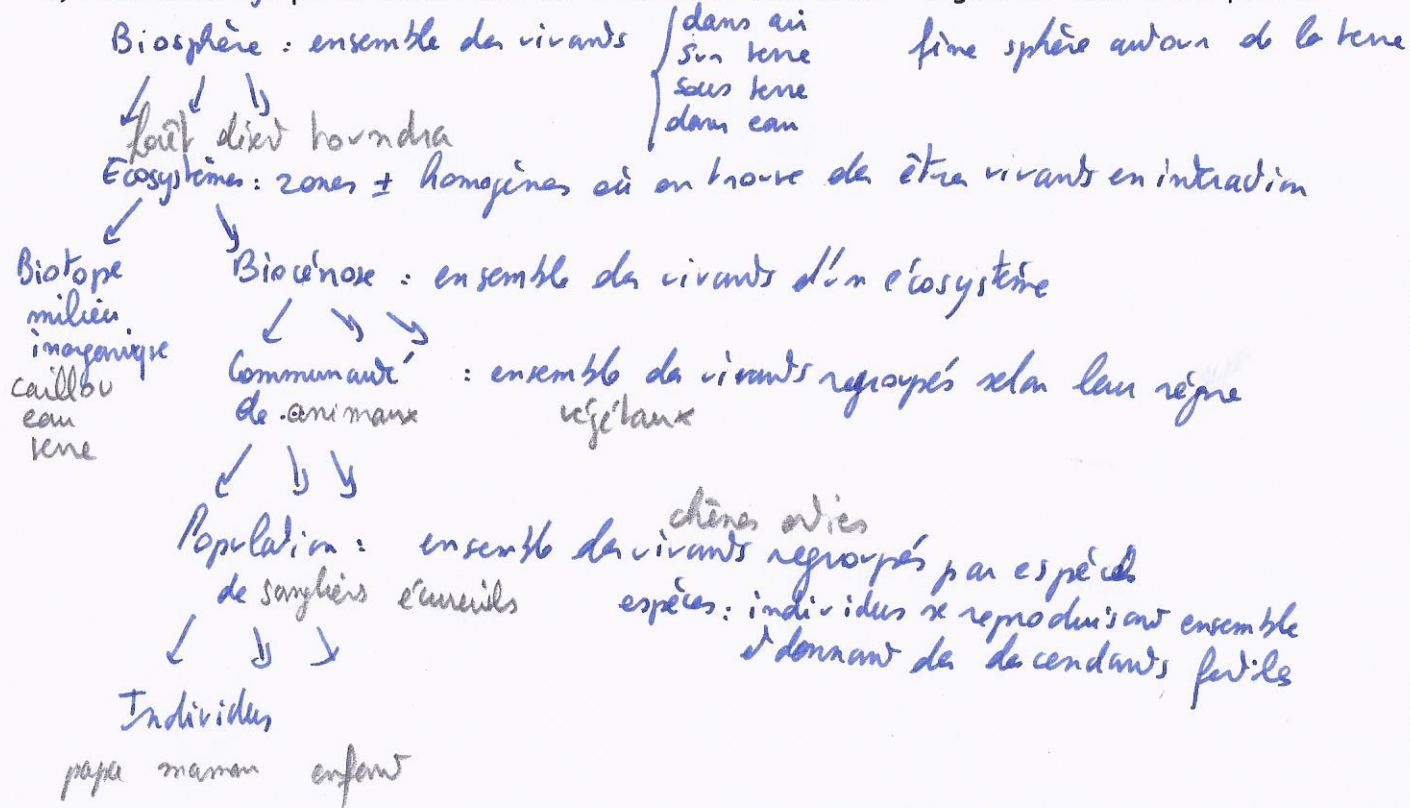 Biosphère : ensemble des vivants { dans air fine sphère autour de la terre
sur terre
sous terre
dans eau
forêt désert toundra
Ecosystèmes : zones ± homogènes où on trouve des êtres vivants en interaction
Biotope Biocénose : ensemble des vivants d'un écosystème
milieu
inorganique
caillou
eau
terre
Communauté : ensemble des vivants regroupés selon leur règne
de animaux végétaux
chênes orties
Population : ensemble des vivants regroupés par espèces
de sangliers écureuils espèces : individus se reproduisant ensemble
et donnant des descendants fertiles
Individus
papa maman enfant